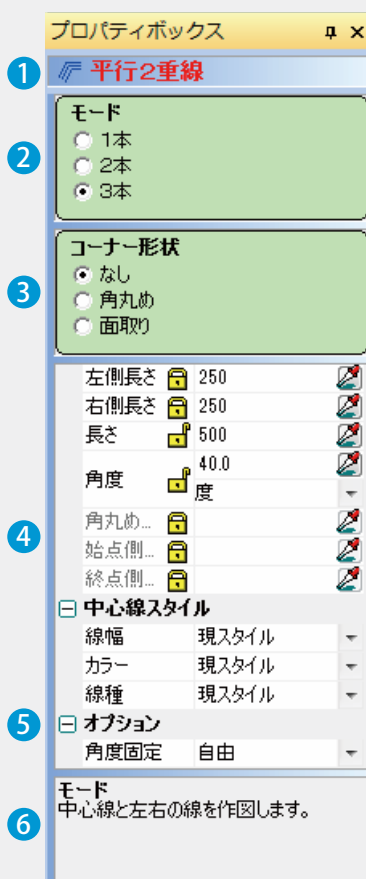 プロパティボックス
1 平行2重線
2
モード
1本
2本
3本
3
コーナー形状
なし
角丸め
面取り
4
左側長さ 250
右側長さ 250
長さ 500
角度 40.0
度
角丸め...
始点側...
終点側...
中心線スタイル
線幅 現スタイル
カラー 現スタイル
線種 現スタイル
5 オプション
角度固定 自由
6
モード
中心線と左右の線を作図します。